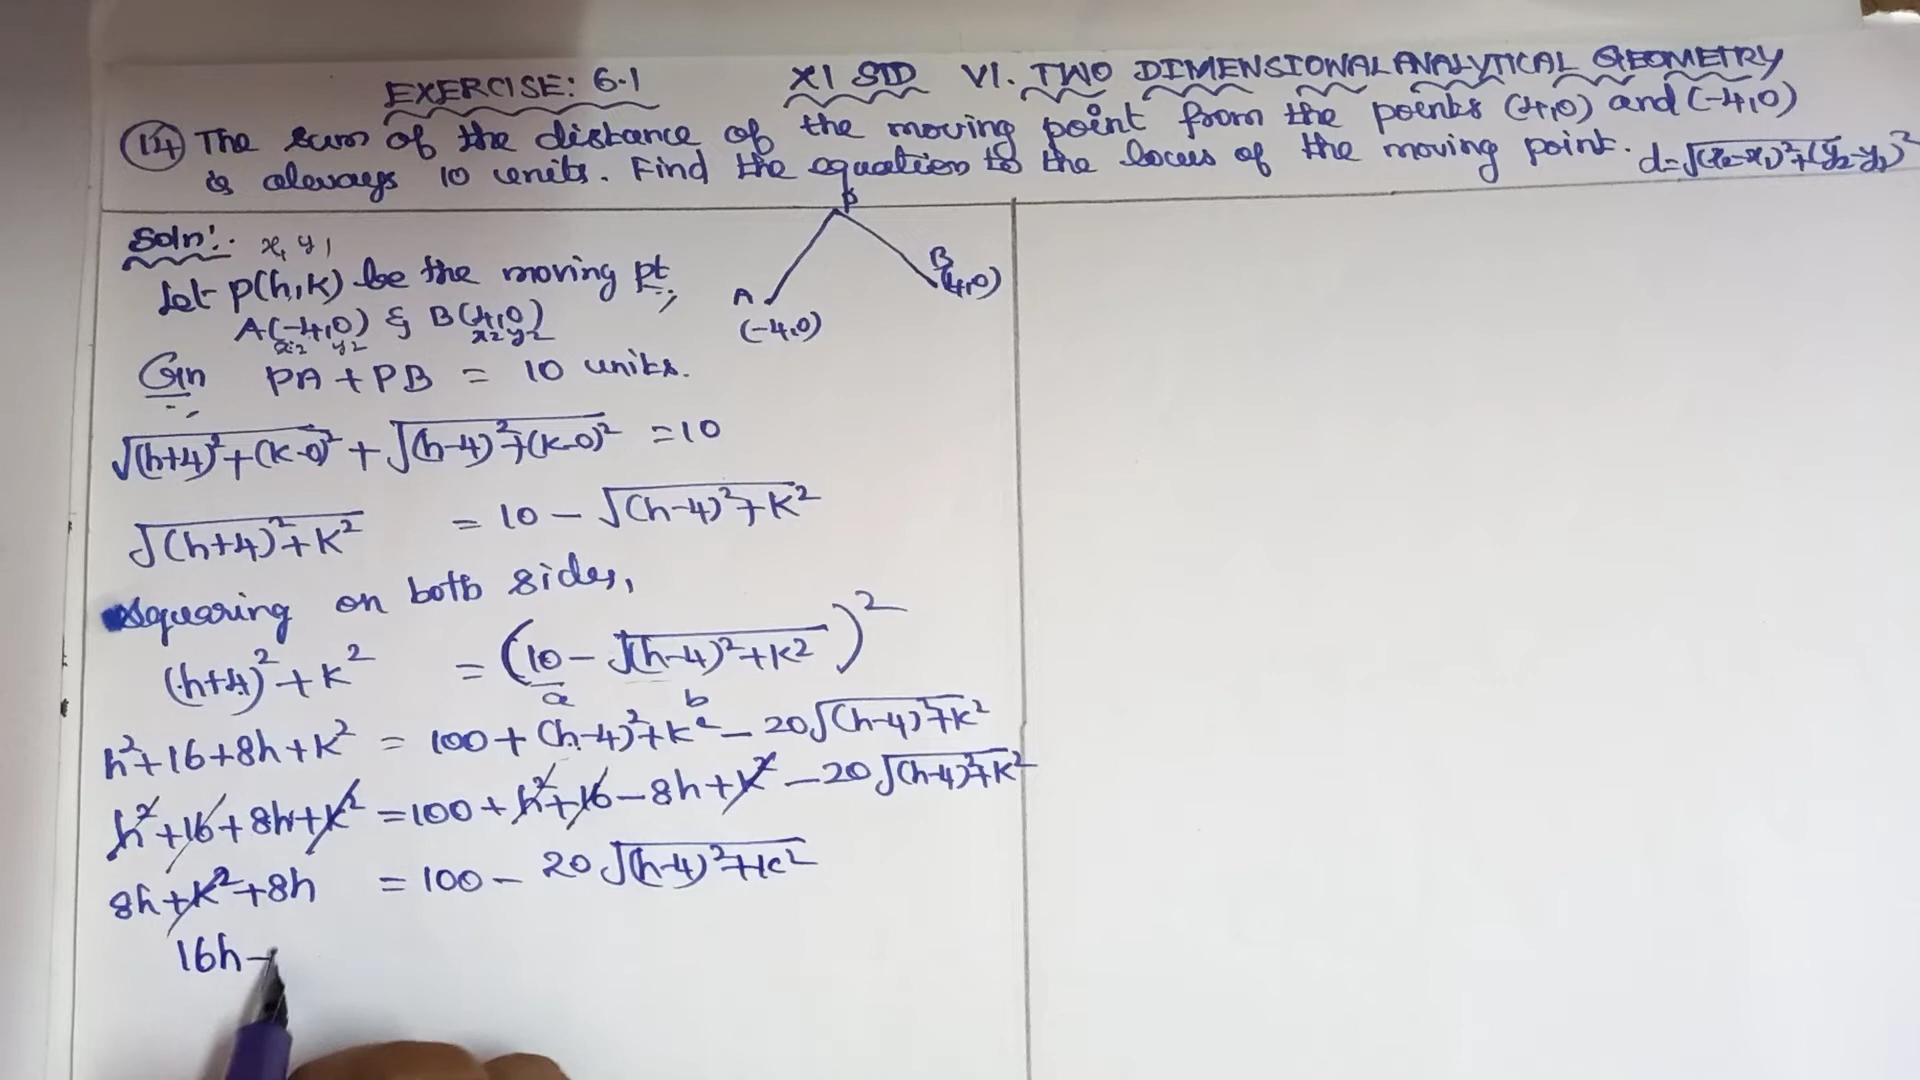 EXERCISE: 6.1 XI STD VI. TWO DIMENSIONAL ANALYTICAL GEOMETRY
14 The sum of the distance of the moving point from the points (4,0) and (-4,0)
is always 10 units. Find the equation to the locus of the moving point. d=√(x₂-x₁)²+(y₂-y₁)²
P
Soln:. x₁ y₁
Let P(h,k) be the moving pt,
B
(4,0)
A
(-4,0)
A(-4,0) & B(4,0)
x₂ y₂ x₂ y₂
Gn PA + PB = 10 units.
√(h+4)²+(k-0)² + √(h-4)²+(k-0)² = 10
√(h+4)²+k² = 10 - √(h-4)²+k²
Squaring on both sides,
(h+4)²+k² = (10 - √(h-4)²+k²)²
a b
h²+16+8h+k² = 100+(h-4)²+k² - 20√(h-4)²+k²
h²+16+8h+k² = 100+h²+16-8h+k² - 20√(h-4)²+k²
8h+k²+8h = 100 - 20√(h-4)²+k²
16h -